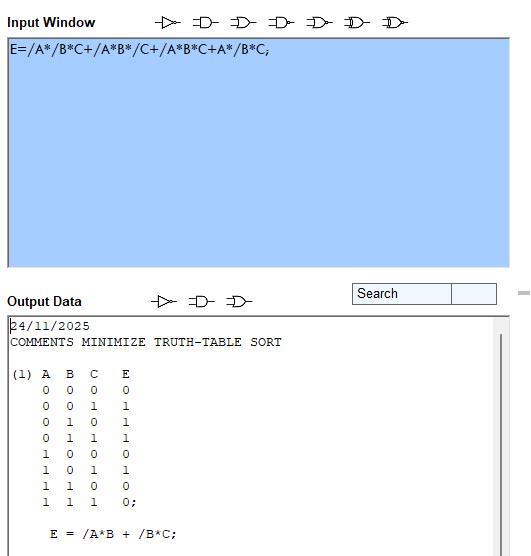 Input Window
E=/A*/B*C+/A*B*/C+/A*B*C+A*/B*C;
Output Data
Search
24/11/2025
COMMENTS MINIMIZE TRUTH-TABLE SORT
(1) A B C E
0 0 0 0
0 0 1 1
0 1 0 1
0 1 1 1
1 0 0 0
1 0 1 1
1 1 0 0
1 1 1 0;
E = /A*B + /B*C;